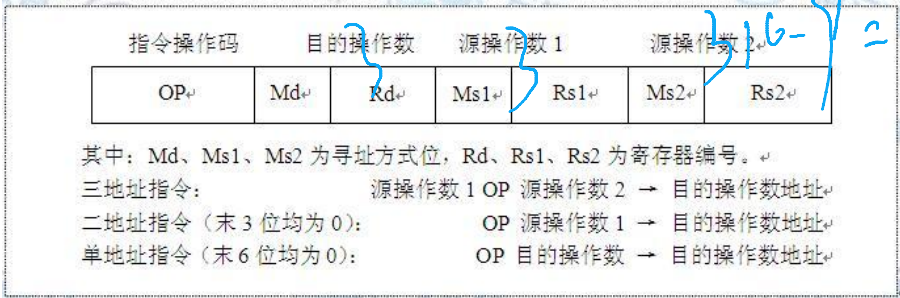 指令操作码 目的操作数 源操作数 1 源操作数 2
OP Md Rd Ms1 Rs1 Ms2 Rs2
其中：Md、Ms1、Ms2 为寻址方式位，Rd、Rs1、Rs2 为寄存器编号。
三地址指令： 源操作数 1 OP 源操作数 2 → 目的操作数地址
二地址指令（末 3 位均为 0）： OP 源操作数 1 → 目的操作数地址
单地址指令（末 6 位均为 0）： OP 目的操作数 → 目的操作数地址